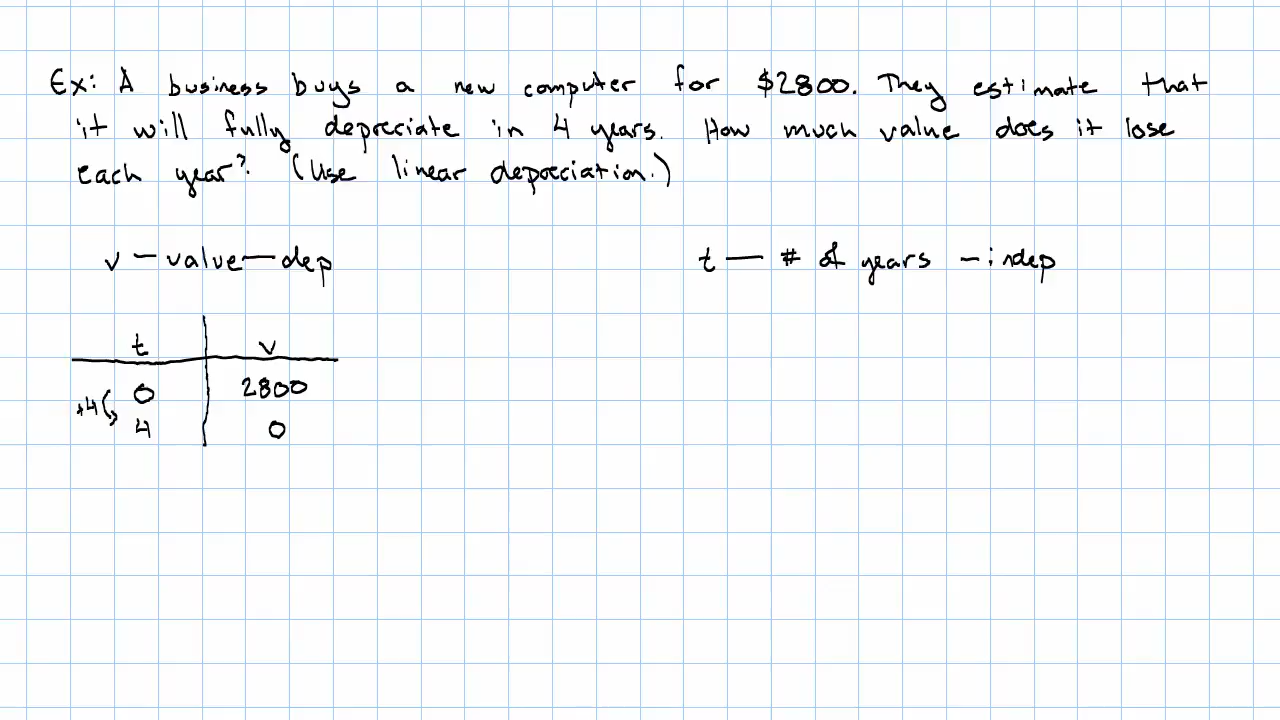 Ex: A business buys a new computer for $2800. They estimate that
it will fully depreciate in 4 years. How much value does it lose
each year? (Use linear depreciation.)
v — value — dep
t — # of years — indep
t v
0 2800
+4
4 0